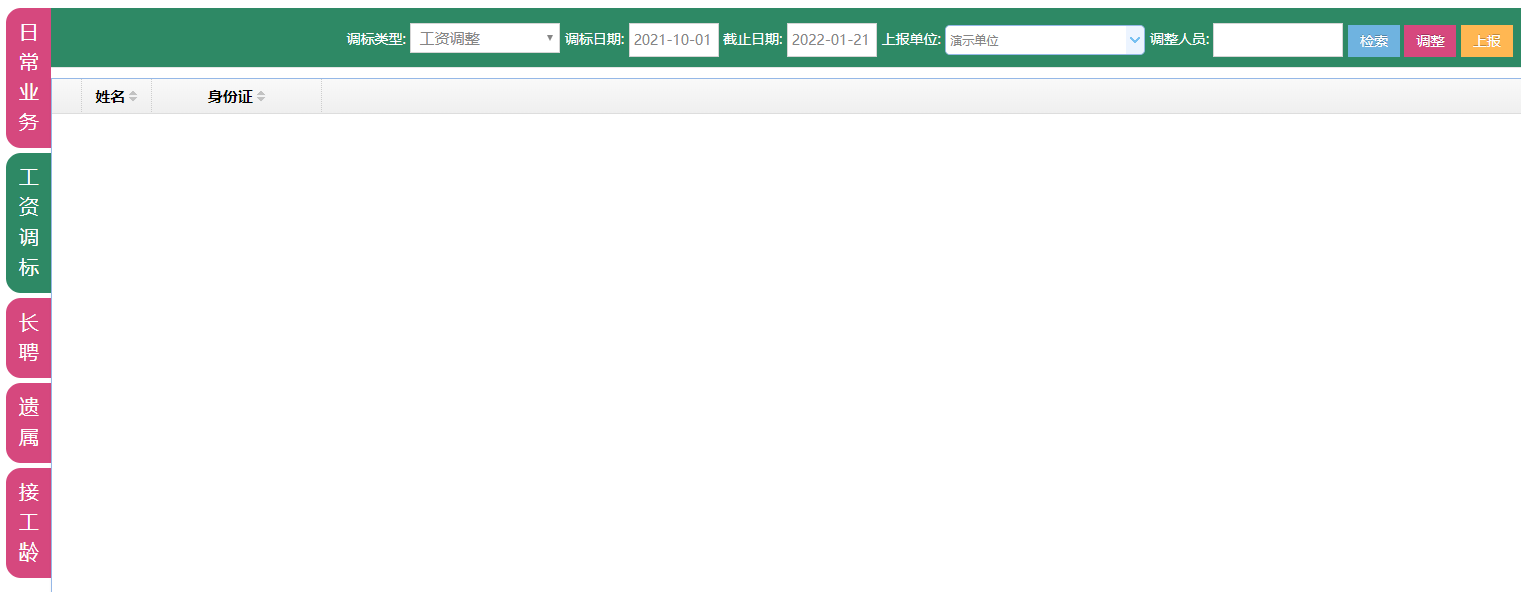 日常业务
工资调标
长聘
遗属
接工龄
调标类型: 工资调整 调标日期: 2021-10-01 截止日期: 2022-01-21 上报单位: 演示单位 调整人员: 检索 调整 上报
姓名 身份证